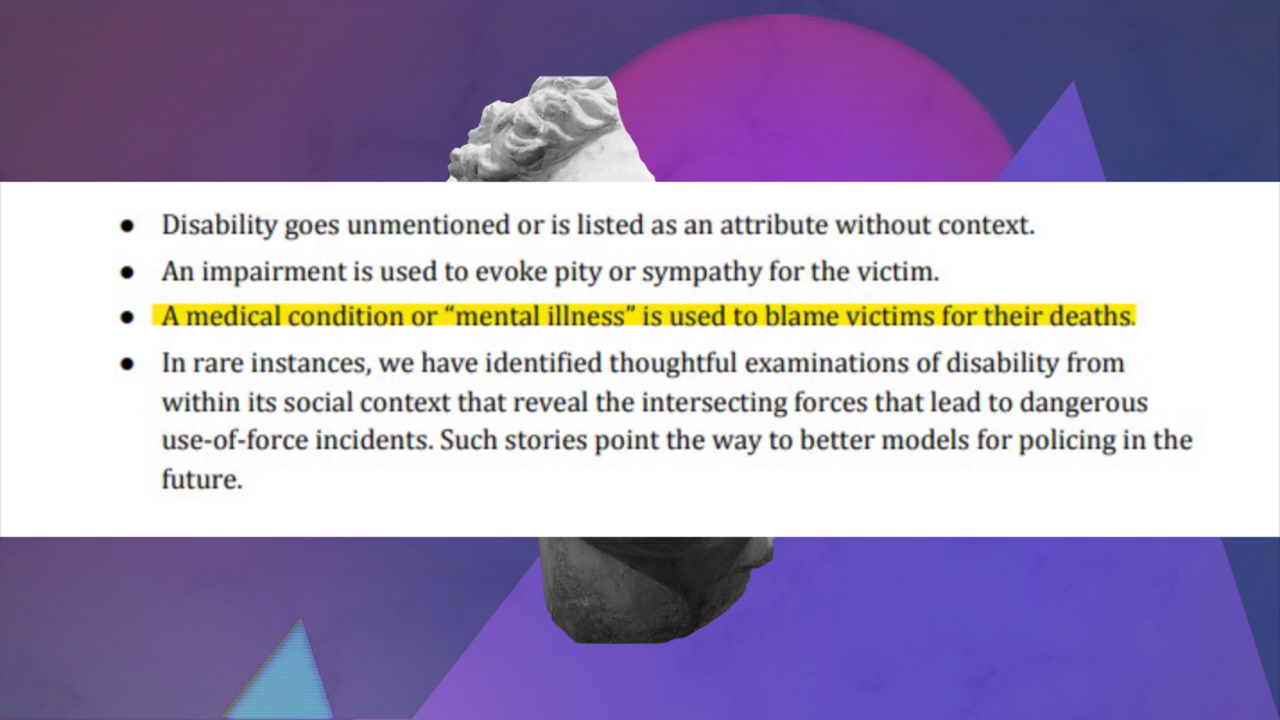 ● Disability goes unmentioned or is listed as an attribute without context.
● An impairment is used to evoke pity or sympathy for the victim.
● A medical condition or “mental illness” is used to blame victims for their deaths.
● In rare instances, we have identified thoughtful examinations of disability from
within its social context that reveal the intersecting forces that lead to dangerous
use-of-force incidents. Such stories point the way to better models for policing in the
future.